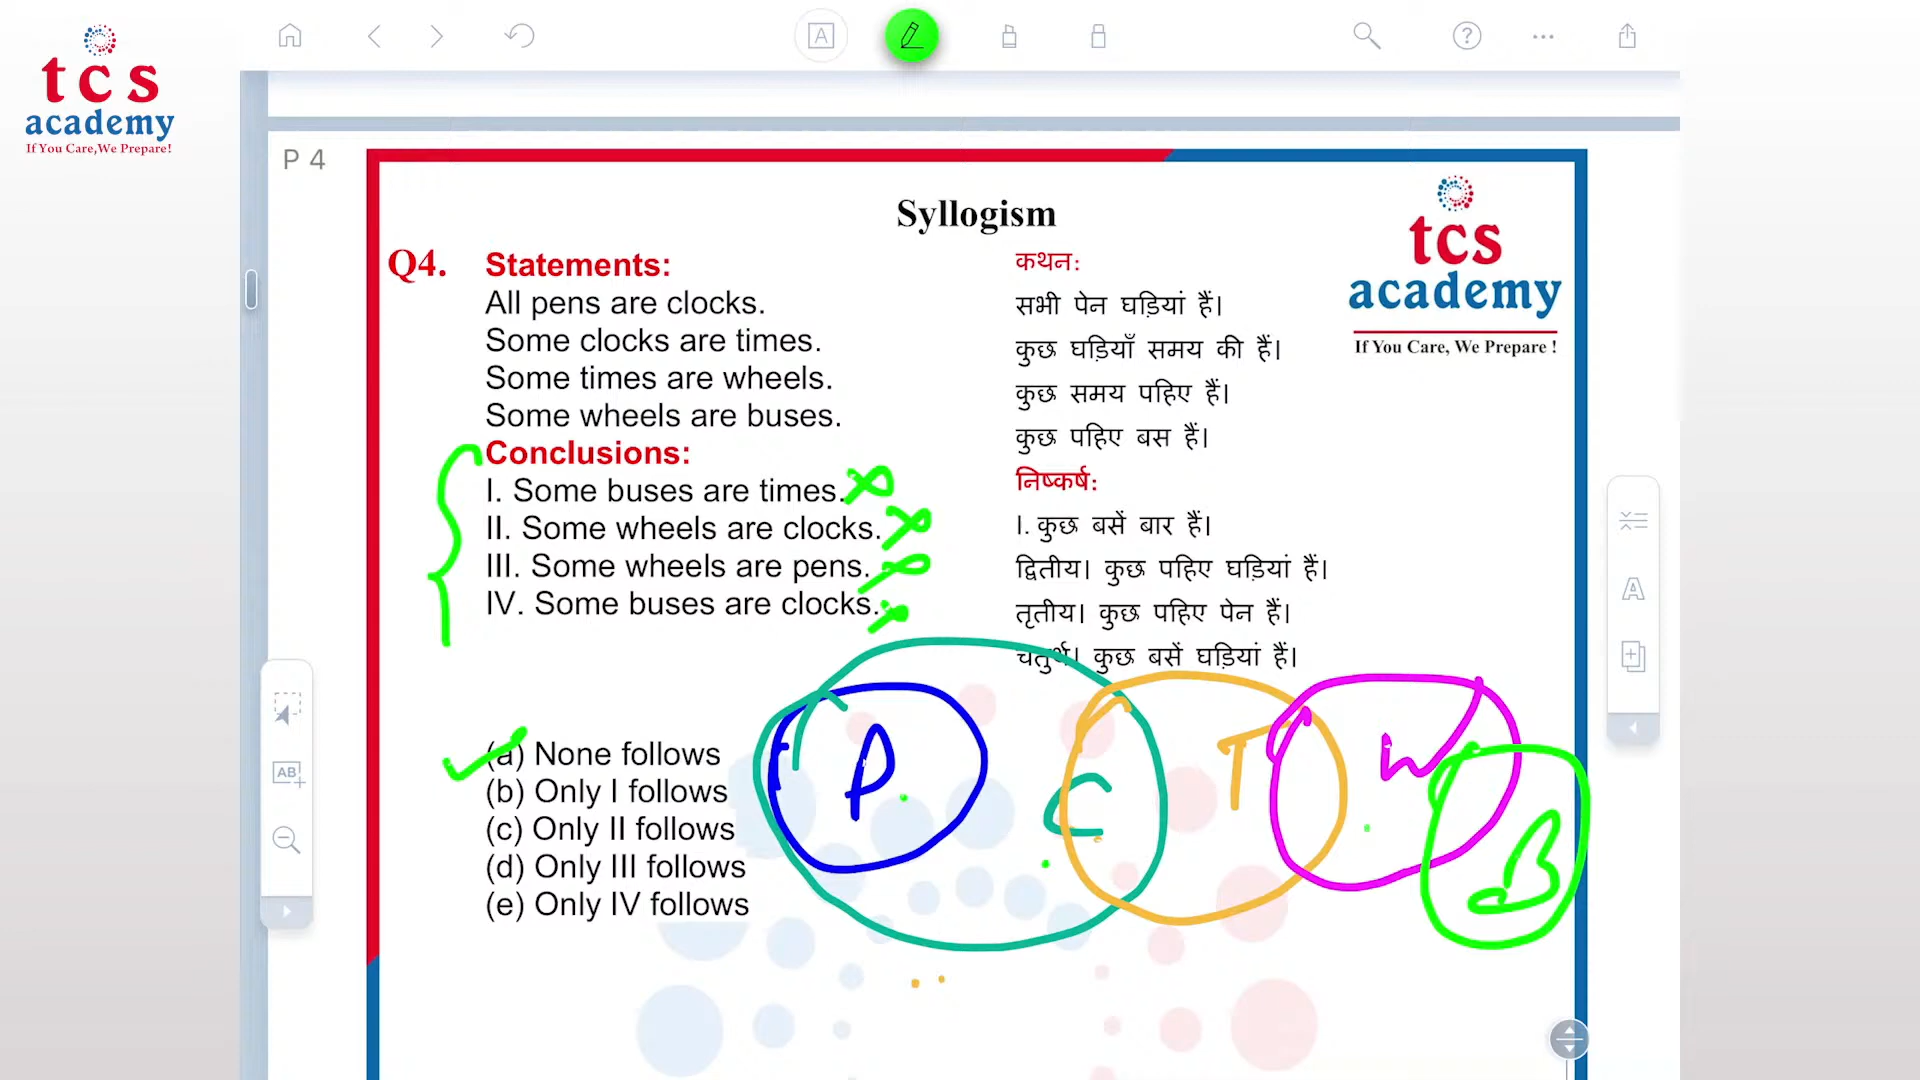 tcs
academy
If You Care,We Prepare!
A
?
P 4
Syllogism
tcs
academy
If You Care, We Prepare !
Q4. Statements:
All pens are clocks.
Some clocks are times.
Some times are wheels.
Some wheels are buses.
Conclusions:
I. Some buses are times.
II. Some wheels are clocks.
III. Some wheels are pens.
IV. Some buses are clocks.
(a) None follows
(b) Only I follows
(c) Only II follows
(d) Only III follows
(e) Only IV follows
कथन:
सभी पेन घड़ियां हैं।
कुछ घड़ियाँ समय की हैं।
कुछ समय पहिए हैं।
कुछ पहिए बस हैं।
निष्कर्ष:
I. कुछ बसें बार हैं।
द्वितीय। कुछ पहिए घड़ियां हैं।
तृतीय। कुछ पहिए पेन हैं।
चतुर्थ। कुछ बसें घड़ियां हैं।
P
C
T
W
B
AB
A